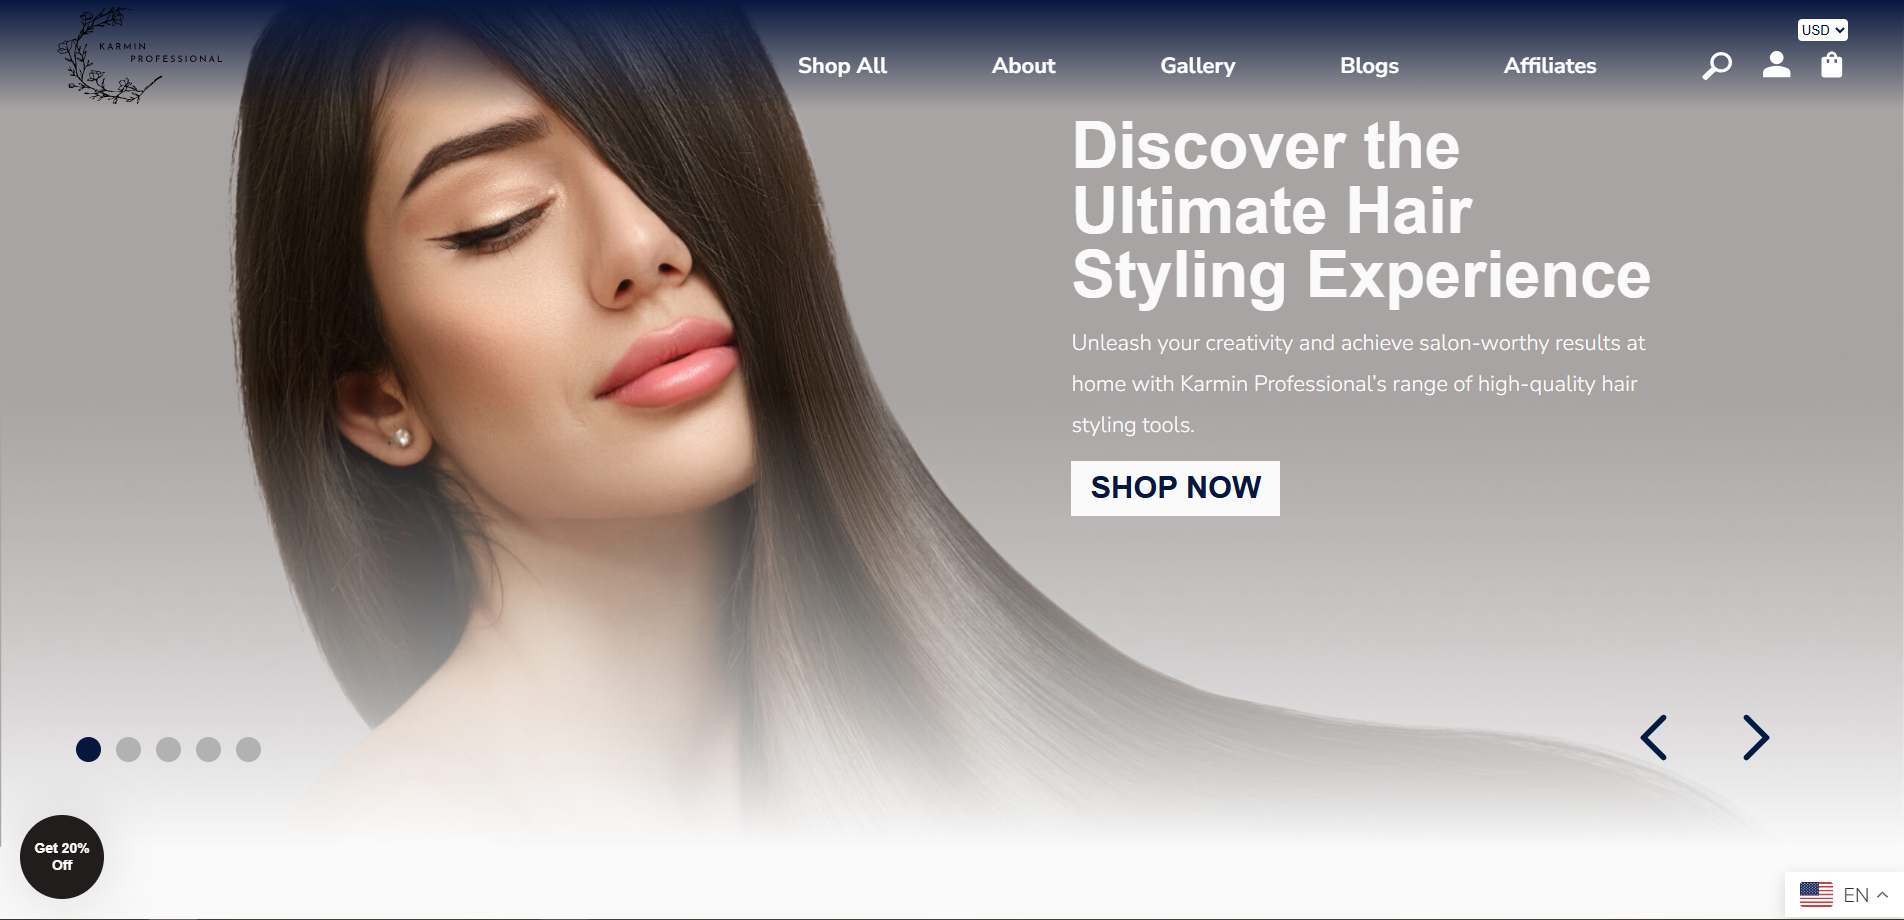 KARMIN
PROFESSIONAL
USD
Shop All
About
Gallery
Blogs
Affiliates
Discover the
Ultimate Hair
Styling Experience
Unleash your creativity and achieve salon-worthy results at
home with Karmin Professional's range of high-quality hair
styling tools.
SHOP NOW
Get 20%
Off
EN